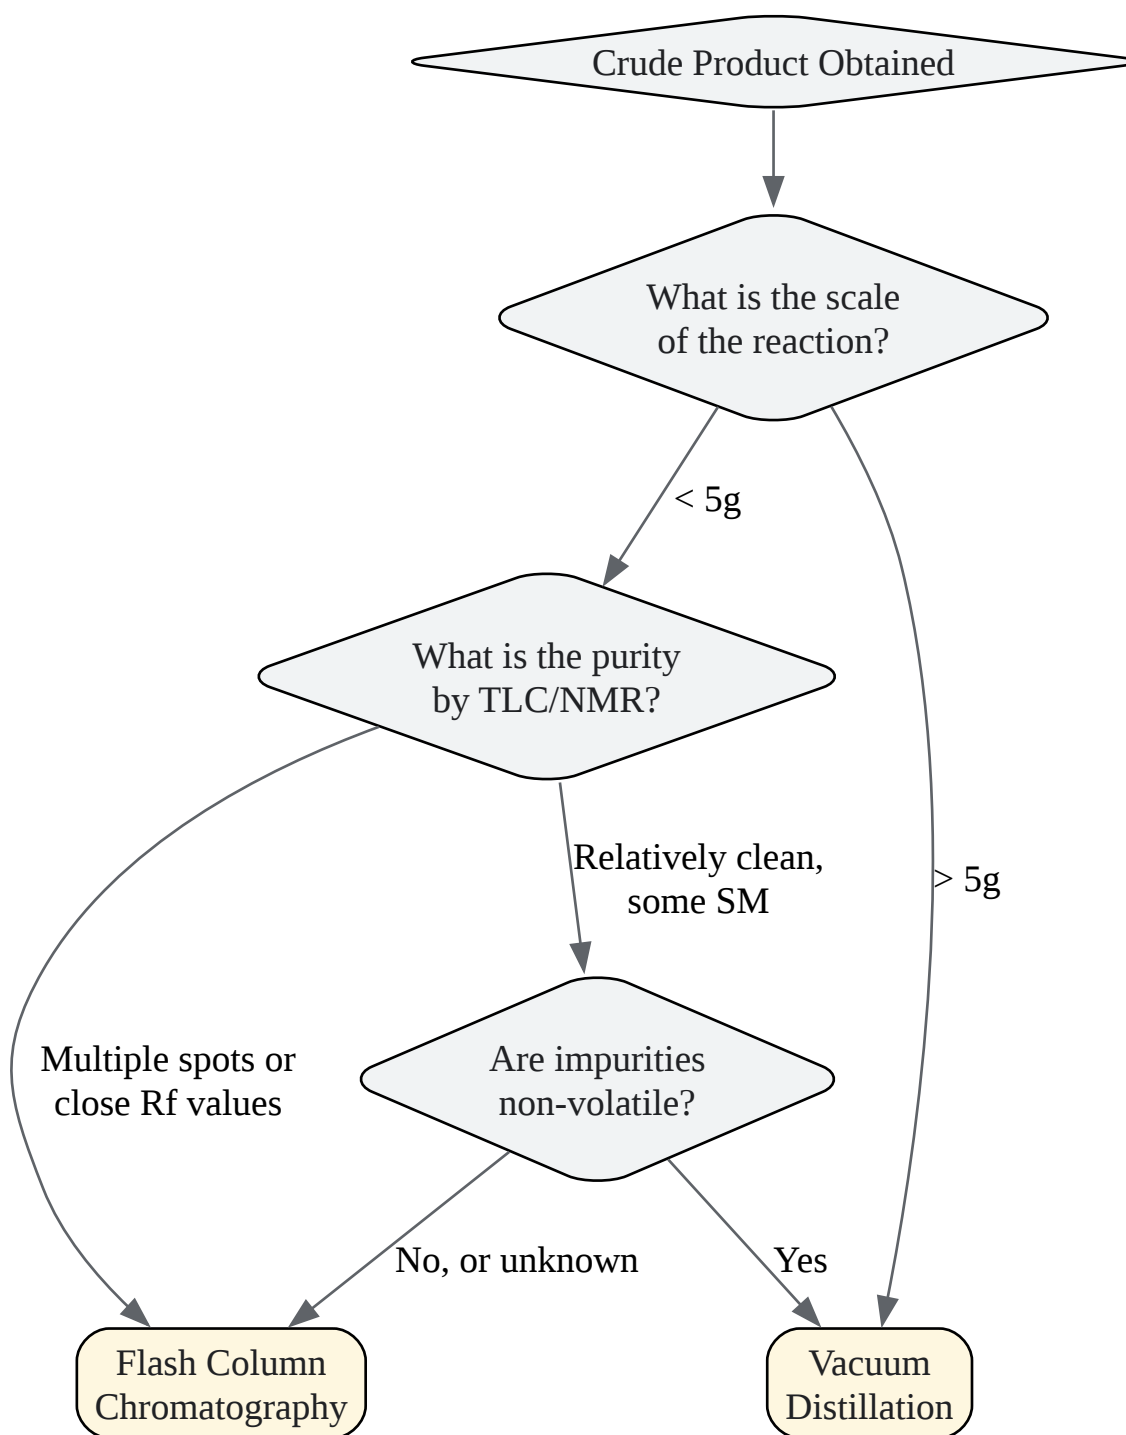 Crude Product Obtained
What is the scale
of the reaction?
< 5g
What is the purity
by TLC/NMR?
Relatively clean,
some SM
> 5g
Multiple spots or
close Rf values
Are impurities
non-volatile?
No, or unknown
Yes
Flash Column
Chromatography
Vacuum
Distillation